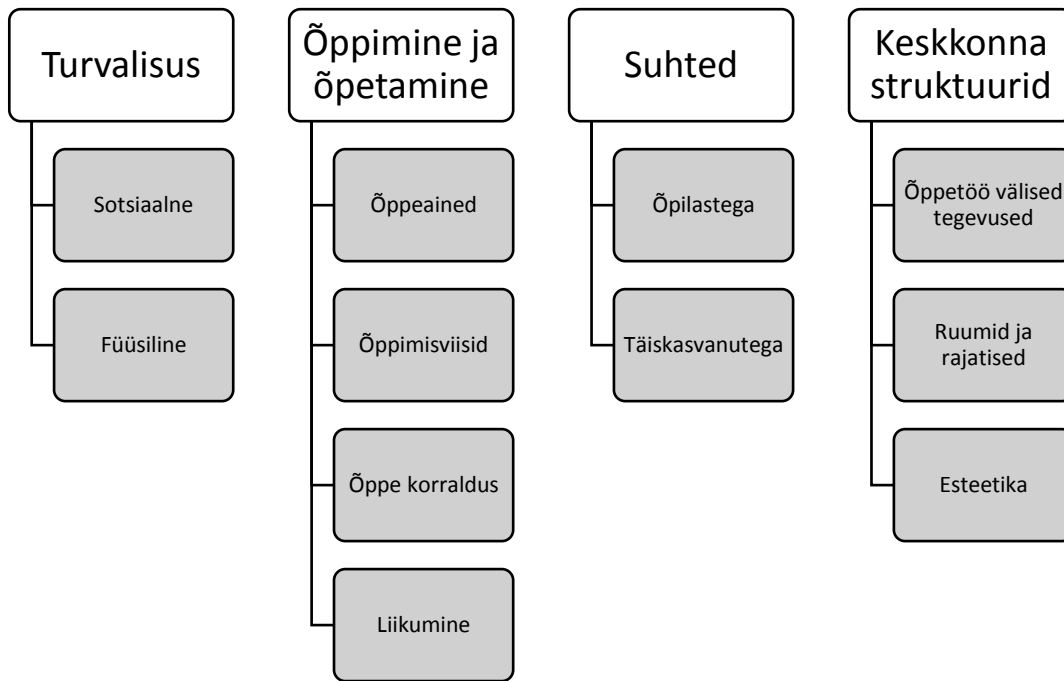 Turvalisus
Sotsiaalne
Füüsiline
Õppimine ja
õpetamine
Õppeained
Õppimisviisid
Õppe korraldus
Liikumine
Suhted
Õpilastega
Täiskasvanutega
Keskkonna
struktuurid
Õppetöö välised
tegevused
Ruumid ja
rajatised
Esteetika